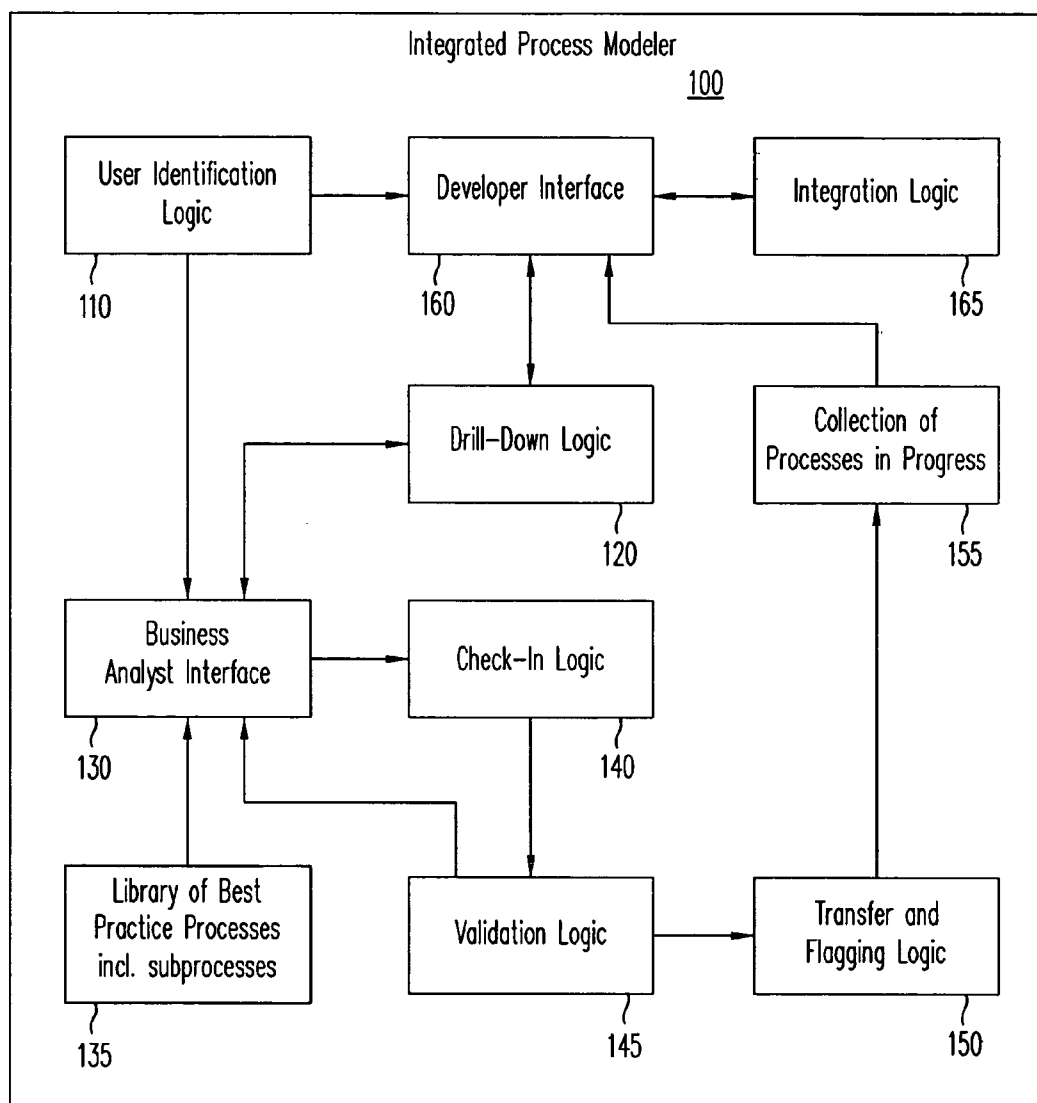 Integrated Process Modeler
100
User Identification
Logic
110
Developer Interface
160
Integration Logic
165
Drill-Down Logic
120
Collection of
Processes in Progress
155
Business
Analyst Interface
130
Check-In Logic
140
Library of Best
Practice Processes
incl. subprocesses
135
Validation Logic
145
Transfer and
Flagging Logic
150